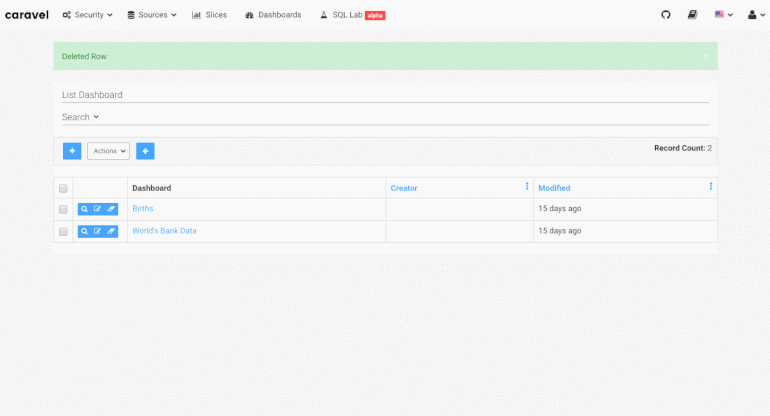 caravel Security Sources Slices Dashboards SQL Lab alpha
Deleted Row ×
List Dashboard
Search
+ Actions Record Count: 2
Dashboard Creator Modified
Births 15 days ago
World's Bank Data 15 days ago